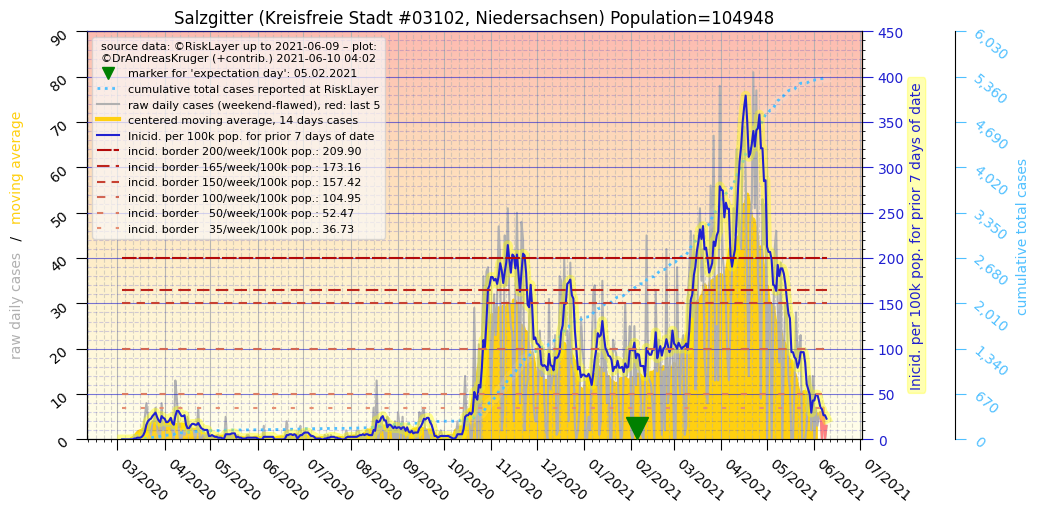 Salzgitter (Kreisfreie Stadt #03102, Niedersachsen) Population=104948
source data: ©RiskLayer up to 2021-06-09 – plot:
©DrAndreasKruger (+contrib.) 2021-06-10 04:02
marker for 'expectation day': 05.02.2021
cumulative total cases reported at RiskLayer
raw daily cases (weekend-flawed), red: last 5
centered moving average, 14 days cases
Inicid. per 100k pop. for prior 7 days of date
incid. border 200/week/100k pop.: 209.90
incid. border 165/week/100k pop.: 173.16
incid. border 150/week/100k pop.: 157.42
incid. border 100/week/100k pop.: 104.95
incid. border   50/week/100k pop.: 52.47
incid. border   35/week/100k pop.: 36.73
raw daily cases / moving average
90
80
70
60
50
40
30
20
10
0
450
400
350
300
250
200
150
100
50
0
Inicid. per 100k pop. for prior 7 days of date
6,030
5,360
4,690
4,020
3,350
2,680
2,010
1,340
670
0
cumulative total cases
03/2020
04/2020
05/2020
06/2020
07/2020
08/2020
09/2020
10/2020
11/2020
12/2020
01/2021
02/2021
03/2021
04/2021
05/2021
06/2021
07/2021